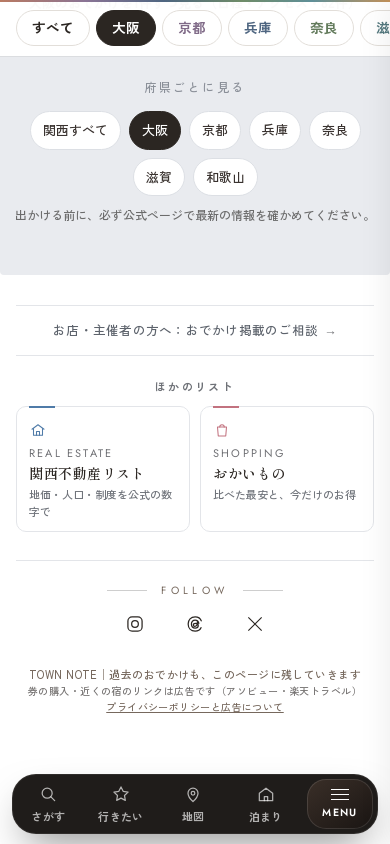 すべて 大阪 京都 兵庫 奈良 滋
府県ごとに見る
関西すべて 大阪 京都 兵庫 奈良
滋賀 和歌山
出かける前に、必ず公式ページで最新の情報を確かめてください。
お店・主催者の方へ：おでかけ掲載のご相談 →
ほかのリスト
REAL ESTATE
関西不動産リスト
地価・人口・制度を公式の数
字で
SHOPPING
おかいもの
比べた最安と、今だけのお得
FOLLOW
TOWN NOTE｜過去のおでかけも、このページに残していきます
券の購入・近くの宿のリンクは広告です（アソビュー・楽天トラベル）
プライバシーポリシーと広告について
さがす 行きたい 地図 泊まり MENU